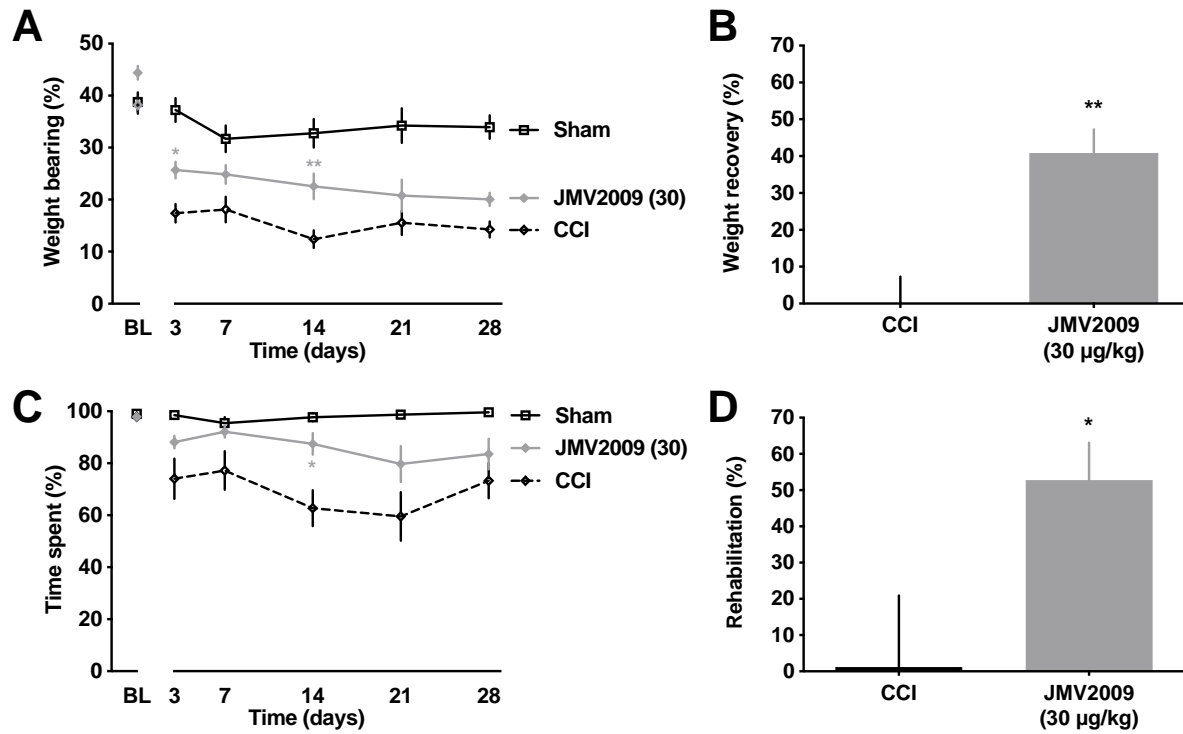 A
Weight bearing (%)
50
40
30
20
10
0
*
**
Sham
JMV2009 (30)
CCI
BL 3 7 14 21 28
Time (days)
B
Weight recovery (%)
70
60
50
40
30
20
10
0
**
CCI
JMV2009
(30 µg/kg)
C
Time spent (%)
100
80
60
40
20
0
*
Sham
JMV2009 (30)
CCI
BL 3 7 14 21 28
Time (days)
D
Rehabilitation (%)
70
60
50
40
30
20
10
0
*
CCI
JMV2009
(30 µg/kg)